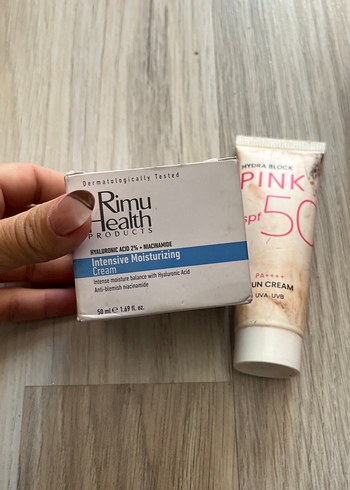 Dermatologically Tested
Rimu
Health
PRODUCTS
HYALURONIC ACID 2% + NIACINAMIDE
Intensive Moisturizing
Cream
Intense moisture balance with Hyaluronic Acid
Anti-blemish niacinamide
50 ml e 1.69 fl. oz.
HYDRA BLOCK
PINK
spf 50
PA++++
SUN CREAM
UVA UVB